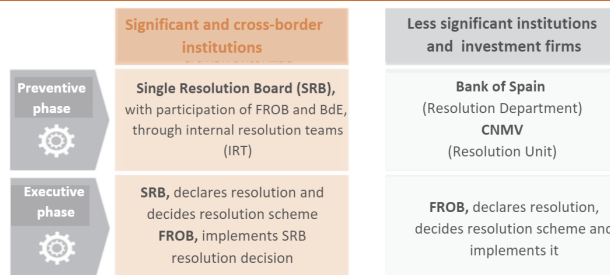 Significant and cross-border
institutions
Less significant institutions
and investment firms
Preventive
phase
Single Resolution Board (SRB),
with participation of FROB and BdE,
through internal resolution teams
(IRT)
Bank of Spain
(Resolution Department)
CNMV
(Resolution Unit)
Executive
phase
SRB, declares resolution and
decides resolution scheme
FROB, implements SRB
resolution decision
FROB, declares resolution,
decides resolution scheme and
implements it